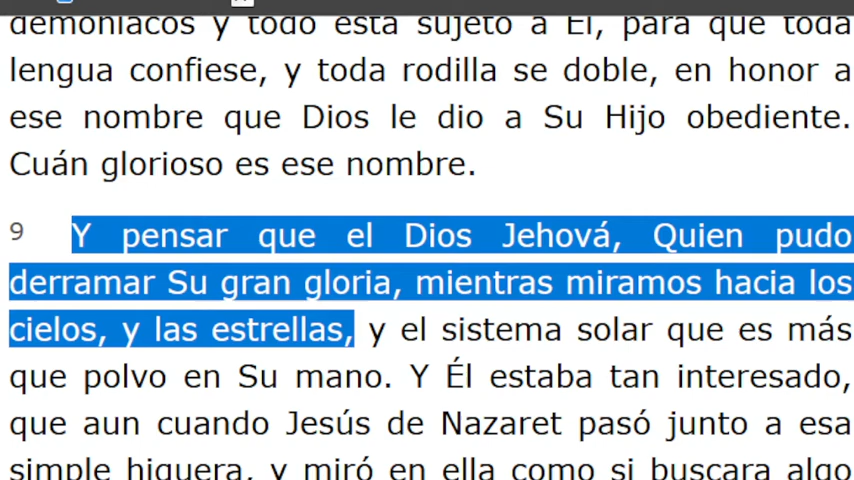 demoníacos y todo está sujeto a Él, para que toda
lengua confiese, y toda rodilla se doble, en honor a
ese nombre que Dios le dio a Su Hijo obediente.
Cuán glorioso es ese nombre.
9 Y pensar que el Dios Jehová, Quien pudo
derramar Su gran gloria, mientras miramos hacia los
cielos, y las estrellas, y el sistema solar que es más
que polvo en Su mano. Y Él estaba tan interesado,
que aun cuando Jesús de Nazaret pasó junto a esa
simple higuera, y miró en ella como si buscara algo